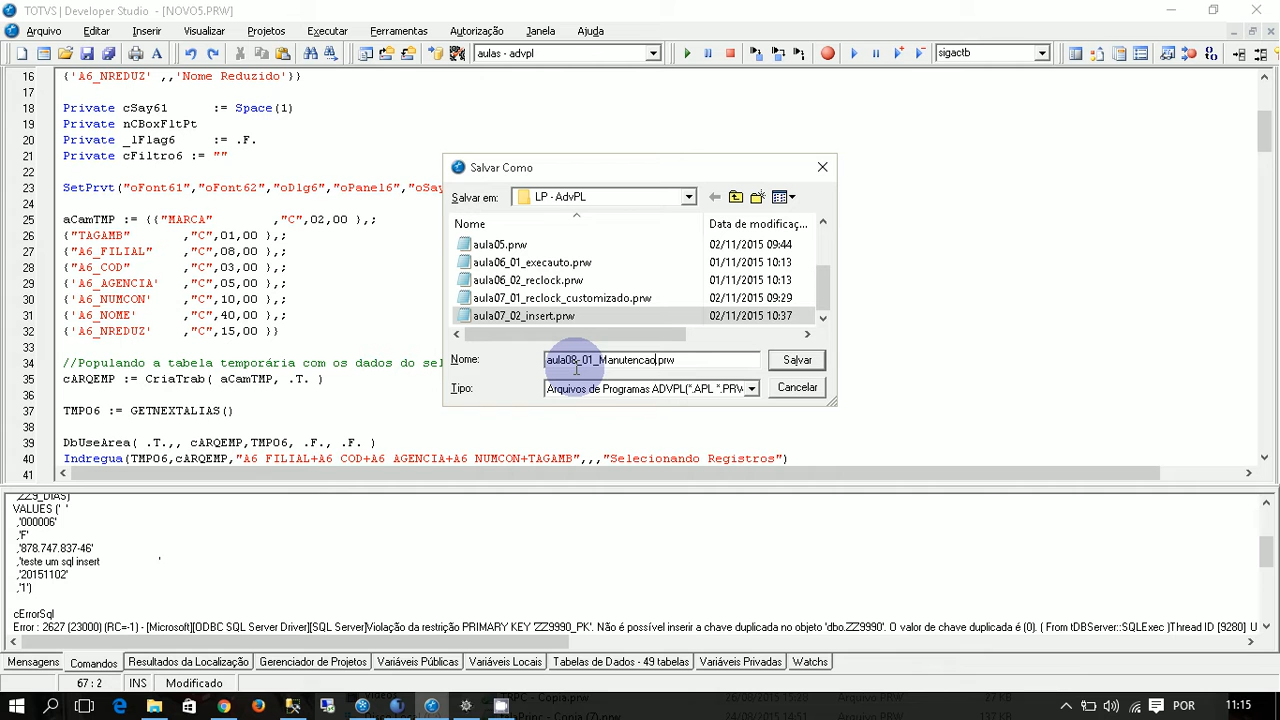 TOTVS | Developer Studio - [NOVO5.PRW]
Arquivo Editar Inserir Visualizar Projetos Executar Ferramentas Autorização Janela Ajuda
aulas - advpl
sigactb
16 {'A6_NREDUZ' ,,'Nome Reduzido'}}
17
18 Private cSay61 := Space(1)
19 Private nCBoxFltPt
20 Private _lFlag6 := .F.
21 Private cFiltro6 := ""
22
23 SetPrvt("oFont61","oFont62","oDlg6","oPanel6","oSay
24
25 aCamTMP := {{"MARCA" ,"C",02,00 },;
26 {"TAGAMB" ,"C",01,00 },;
27 {"A6_FILIAL" ,"C",08,00 },;
28 {"A6_COD" ,"C",03,00 },;
29 {'A6_AGENCIA' ,"C",05,00 },;
30 {'A6_NUMCON' ,"C",10,00 },;
31 {'A6_NOME' ,"C",40,00 },;
32 {'A6_NREDUZ' ,"C",15,00 }}
33
34 //Populando a tabela temporária com os dados do sel
35 cARQEMP := CriaTrab( aCamTMP, .T. )
36
37 TMPO6 := GETNEXTALIAS()
38
39 DbUseArea( .T.,, cARQEMP,TMPO6, .F., .F. )
40 Indregua(TMPO6,cARQEMP,"A6_FILIAL+A6_COD+A6_AGENCIA+A6_NUMCON+TAGAMB",,,"Selecionando Registros")
41
Salvar Como
Salvar em: LP - AdvPL
Nome Data de modificaç...
aula05.prw 02/11/2015 09:44
aula06_01_execauto.prw 01/11/2015 10:13
aula06_02_reclock.prw 01/11/2015 10:13
aula07_01_reclock_customizado.prw 02/11/2015 09:29
aula07_02_insert.prw 02/11/2015 10:37
Nome: aula08-01_Manutencao.prw Salvar
Tipo: Arquivos de Programas ADVPL(*.APL *.PRW Cancelar
,ZZ9_DIAS)
VALUES (' '
,'000006'
,'F'
,'878.747.837-46'
,'teste um sql insert '
,'20151102'
,'1')
cErrorSql
Error : 2627 (23000) (RC=-1) - [Microsoft][ODBC SQL Server Driver][SQL Server]Violação da restrição PRIMARY KEY 'ZZ9990_PK'. Não é possível inserir a chave duplicada no objeto 'dbo.ZZ9990'. O valor de chave duplicada é (0). ( From tDBServer::SQLExec )Thread ID [9280] U
Mensagens Comandos Resultados da Localização Gerenciador de Projetos Variáveis Públicas Variáveis Locais Tabelas de Dados - 49 tabelas Variáveis Privadas Watchs
67 : 2 INS Modificado
POR 11:15